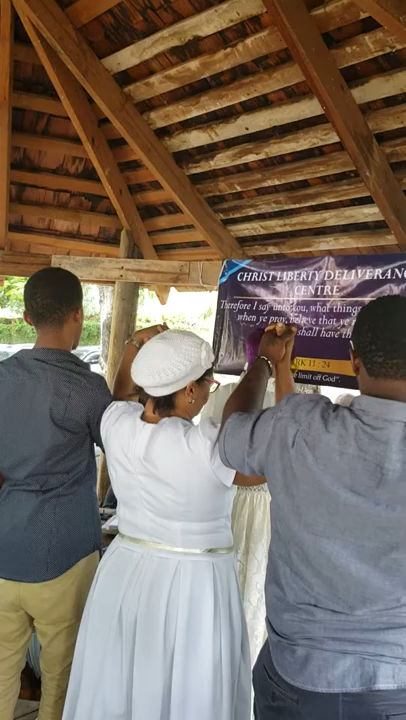 CHRIST LIBERTY DELIVERANC
CENTRE
Therefore I say unto you, what things
when ye pray, believe that ye
shall have th
RK 11 : 24
limit off God".